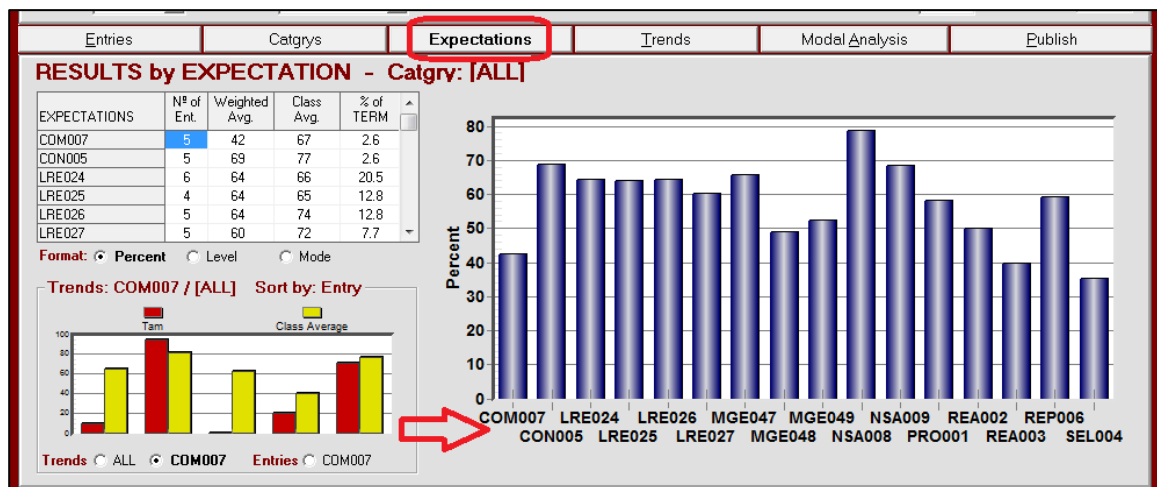 Entries Catgrys Expectations Trends Modal Analysis Publish
RESULTS by EXPECTATION - Catgry: [ALL]
EXPECTATIONS Nº of Ent. Weighted Avg. Class Avg. % of TERM
COM007 5 42 67 2.6
CON005 5 69 77 2.6
LRE024 6 64 66 20.5
LRE025 4 64 65 12.8
LRE026 5 64 74 12.8
LRE027 5 60 72 7.7
Format: Percent Level Mode
Trends: COM007 / [ALL] Sort by: Entry
Tam Class Average
100
80
60
40
20
0
Trends ALL COM007 Entries COM007
Percent
80
70
60
50
40
30
20
10
0
COM007 LRE024 LRE026 MGE047 MGE049 NSA009 REA002 REP006
CON005 LRE025 LRE027 MGE048 NSA008 PRO001 REA003 SEL004